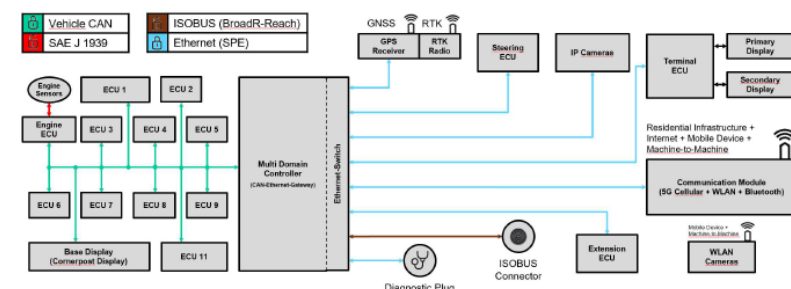 Vehicle CAN
SAE J 1939
ISOBUS (BroadR-Reach)
Ethernet (SPE)
GNSS
RTK
GPS
Receiver
RTK
Radio
Steering
ECU
IP Cameras
Terminal
ECU
Primary
Display
Secondary
Display
Engine
Sensors
ECU 1
ECU 2
Engine
ECU
ECU 3
ECU 4
ECU 5
Multi Domain
Controller
(CAN-Ethernet-Gateway)
Ethernet-Switch
Residential Infrastructure +
Internet + Mobile Device +
Machine-to-Machine
Communication Module
(5G Cellular + WLAN + Bluetooth)
ECU 6
ECU 7
ECU 8
ECU 9
Base Display
(Cornerpost Display)
ECU 11
ISOBUS
Connector
Extension
ECU
Mobile Device +
Machine-to-Machine
WLAN
Cameras
Diagnostic Plug